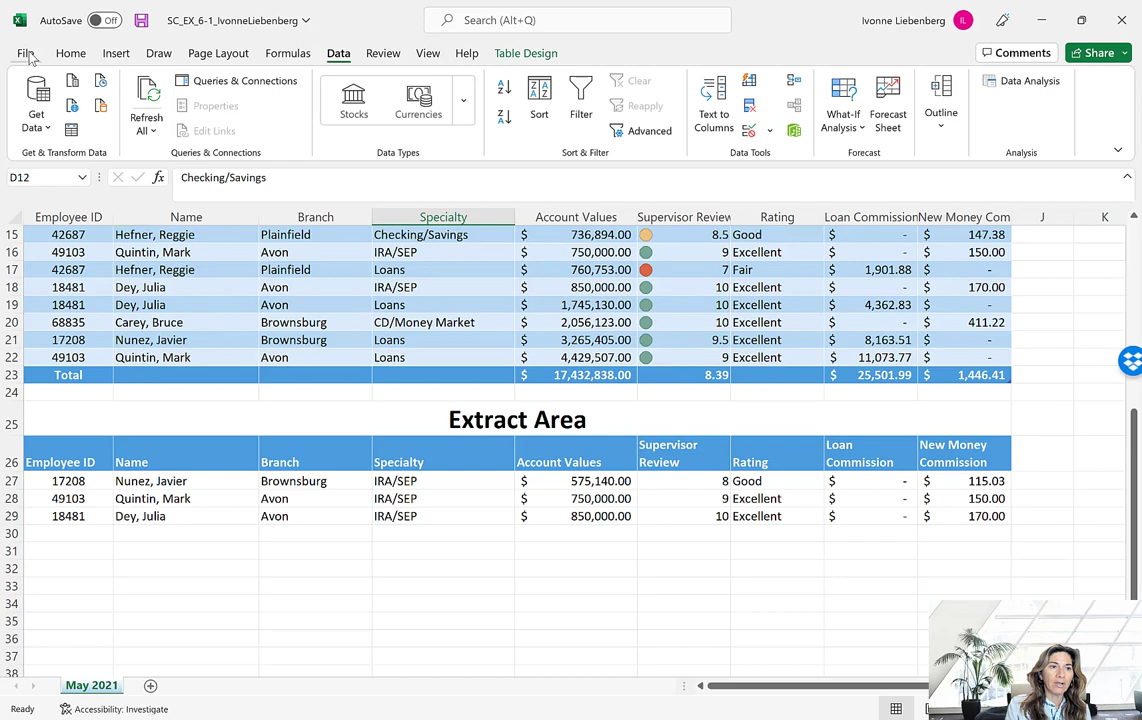 AutoSave Off SC_EX_6-1_IvonneLiebenberg Search (Alt+Q) Ivonne Liebenberg IL
File Home Insert Draw Page Layout Formulas Data Review View Help Table Design Comments Share
Get Data
Refresh All
Queries & Connections
Properties
Edit Links
Stocks
Currencies
Sort
Filter
Clear
Reapply
Advanced
Text to Columns
What-If Analysis
Forecast Sheet
Outline
Data Analysis
Get & Transform Data Queries & Connections Data Types Sort & Filter Data Tools Forecast Analysis
D12 fx Checking/Savings
Employee ID Name Branch Specialty Account Values Supervisor Review Rating Loan Commission New Money Com J K
15 42687 Hefner, Reggie Plainfield Checking/Savings $ 736,894.00 8.5 Good $ - $ 147.38
16 49103 Quintin, Mark Avon IRA/SEP $ 750,000.00 9 Excellent $ - $ 150.00
17 42687 Hefner, Reggie Plainfield Loans $ 760,753.00 7 Fair $ 1,901.88 $ -
18 18481 Dey, Julia Avon IRA/SEP $ 850,000.00 10 Excellent $ - $ 170.00
19 18481 Dey, Julia Avon Loans $ 1,745,130.00 10 Excellent $ 4,362.83 $ -
20 68835 Carey, Bruce Brownsburg CD/Money Market $ 2,056,123.00 10 Excellent $ - $ 411.22
21 17208 Nunez, Javier Brownsburg Loans $ 3,265,405.00 9.5 Excellent $ 8,163.51 $ -
22 49103 Quintin, Mark Avon Loans $ 4,429,507.00 9 Excellent $ 11,073.77 $ -
23 Total $ 17,432,838.00 8.39 $ 25,501.99 $ 1,446.41
24
25 Extract Area
26 Employee ID Name Branch Specialty Account Values Supervisor Review Rating Loan Commission New Money Commission
27 17208 Nunez, Javier Brownsburg IRA/SEP $ 575,140.00 8 Good $ - $ 115.03
28 49103 Quintin, Mark Avon IRA/SEP $ 750,000.00 9 Excellent $ - $ 150.00
29 18481 Dey, Julia Avon IRA/SEP $ 850,000.00 10 Excellent $ - $ 170.00
30
31
32
33
34
35
36
37
38
May 2021
Ready Accessibility: Investigate